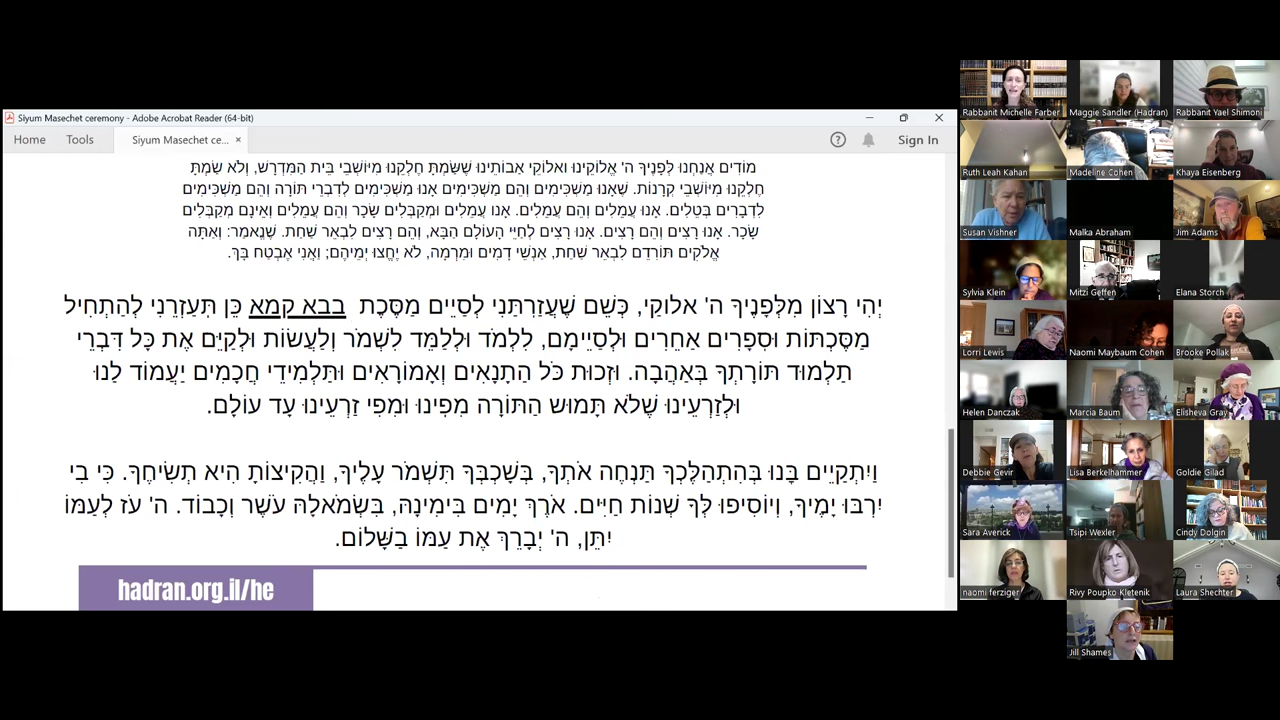 Siyum Masechet ceremony - Adobe Acrobat Reader (64-bit)
Home
Tools
Siyum Masechet ce...
×
Sign In
מוֹדִים אֲנַחְנוּ לְפָנֶיךָ ה' אֱלוֹקֵינוּ וֵאלוֹקֵי אֲבוֹתֵינוּ שֶׁשַּׂמְתָּ חֶלְקֵנוּ מִיּוֹשְׁבֵי בֵּית הַמִּדְרָשׁ, וְלֹא שַׂמְתָּ
חֶלְקֵנוּ מִיּוֹשְׁבֵי קְרָנוֹת. שֶׁאָנוּ מַשְׁכִּימִים וְהֵם מַשְׁכִּימִים אָנוּ מַשְׁכִּימִים לְדִבְרֵי תּוֹרָה וְהֵם מַשְׁכִּימִים
לִדְבָרִים בְּטֵלִים. אָנוּ עֲמֵלִים וְהֵם עֲמֵלִים. אָנוּ עֲמֵלִים וּמְקַבְּלִים שָׂכָר וְהֵם עֲמֵלִים וְאֵינָם מְקַבְּלִים
שָׂכָר. אָנוּ רָצִים וְהֵם רָצִים. אָנוּ רָצִים לְחַיֵּי הָעוֹלָם הַבָּא, וְהֵם רָצִים לִבְאֵר שַׁחַת. שֶׁנֶּאֱמַר: וְאַתָּה
אֱלֹקִים תּוֹרִדֵם לִבְאֵר שַׁחַת, אַנְשֵׁי דָמִים וּמִרְמָה, לֹא יֶחֱצוּ יְמֵיהֶם; וַאֲנִי אֶבְטַח בָּךְ.
יְהִי רָצוֹן מִלְּפָנֶיךָ ה' אלוֹקַי, כְּשֵׁם שֶׁעֲזַרְתַּנִי לְסַיֵּים מַסֶּכֶת בבא קמא כֵּן תַּעַזְרֵנִי לְהַתְחִיל
מַסֶּכְתּוֹת וּסְפָרִים אֲחֵרִים וּלְסַיֵּימָם, לִלְמֹד וּלְלַמֵּד לִשְׁמֹר וְלַעֲשׂוֹת וּלְקַיֵּם אֶת כָּל דִּבְרֵי
תַלְמוּד תּוֹרָתְךָ בְּאַהֲבָה. וּזְכוּת כֹּל הַתָנָאִים וְאָמוֹרָאִים וּתַּלְמִידֵי חֲכָמִים יַעֲמוֹד לָנוּ
וּלְזַרְעֵינוּ שֶׁלֹא תָּמוּשׁ הַתּוֹרָה מִפִינוּ וּמִפִי זַרְעֵינוּ עַד עוֹלָם.
וַיִתְקַיֵים בָּנוּ בְּהִתְהַלֶּכְךָ תַּנְחֶה אֹתָךְ, בְּשָׁכְבְּךָ תִּשְׁמֹר עָלֶיךָ, וַהֲקִיצוֹתָ הִיא תְשִׂיחֶךָ. כִּי בִי
יִרְבּוּ יָמֶיךָ, וְיוֹסִיפוּ לְּךָ שְׁנוֹת חַיִּים. אֹרֶךְ יָמִים בִּימִינָהּ, בִּשְׂמֹאלָהּ עֹשֶׁר וְכָבוֹד. ה' עֹז לְעַמּוֹ
יִתֵּן, ה' יְבָרֵךְ אֶת עַמּוֹ בַשָּׁלוֹם.
hadran.org.il/he
Rabbanit Michelle Farber
Maggie Sandler (Hadran)
Rabbanit Yael Shimoni
Ruth Leah Kahan
Madeline Cohen
Khaya Eisenberg
Susan Vishner
Malka Abraham
Jim Adams
Sylvia Klein
Mitzi Geffen
Elana Storch
Lorri Lewis
Naomi Maybaum Cohen
Brooke Pollak
Helen Danczak
Marcia Baum
Elisheva Gray
Debbie Gevir
Lisa Berkelhammer
Goldie Gilad
Sara Averick
Tsipi Wexler
Cindy Dolgin
naomi ferziger
Rivy Poupko Kletenik
Laura Shechter
Jill Shames